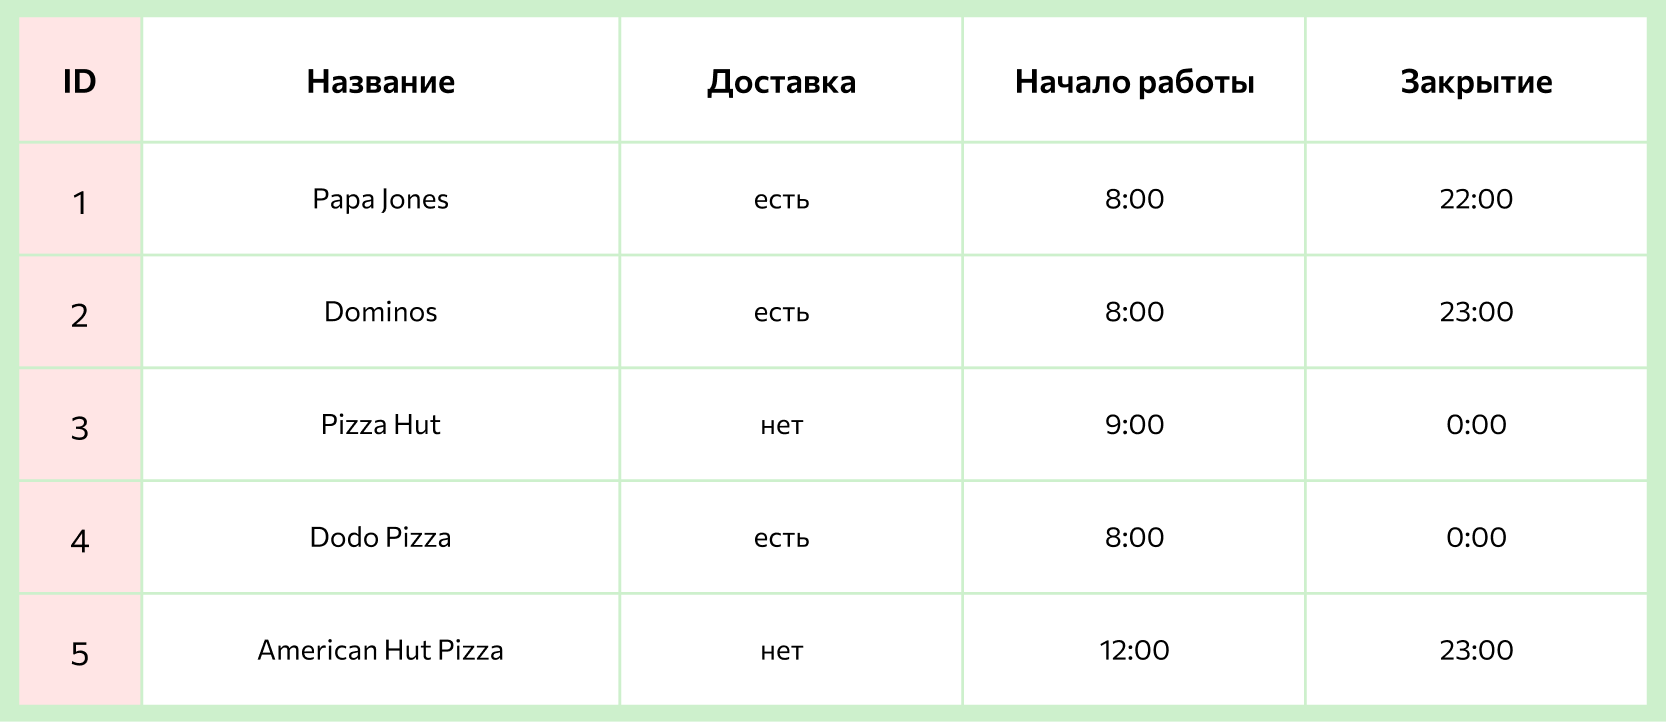 ID Название Доставка Начало работы Закрытие
1 Papa Jones есть 8:00 22:00
2 Dominos есть 8:00 23:00
3 Pizza Hut нет 9:00 0:00
4 Dodo Pizza есть 8:00 0:00
5 American Hut Pizza нет 12:00 23:00